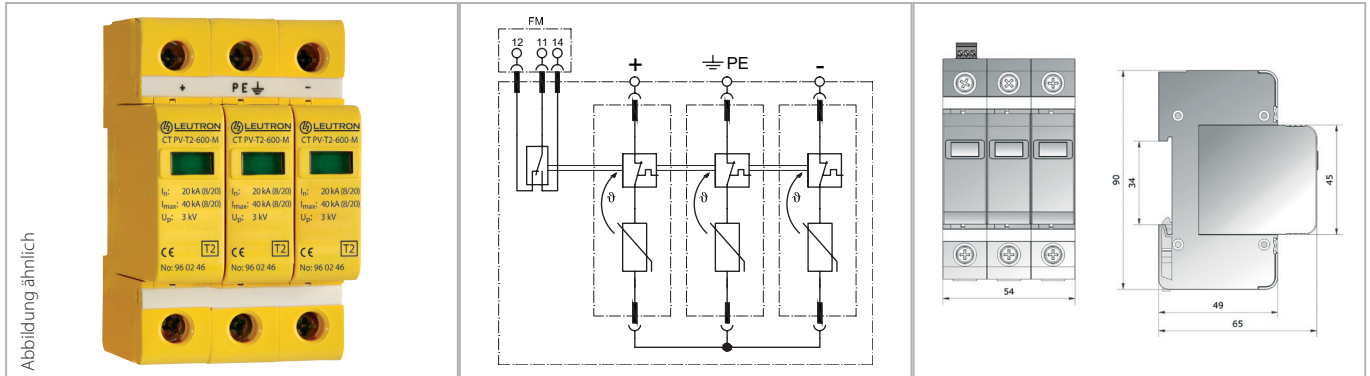 Abbildung ähnlich
+ PE -
LEUTRON LEUTRON LEUTRON
CT PV-T2-600-M CT PV-T2-600-M CT PV-T2-600-M
In: 20 kA (8/20) In: 20 kA (8/20) In: 20 kA (8/20)
Imax: 40 kA (8/20) Imax: 40 kA (8/20) Imax: 40 kA (8/20)
Up: 3 kV Up: 3 kV Up: 3 kV
CE T2 CE T2 CE T2
No: 96 02 46 No: 96 02 46 No: 96 02 46
FM
12 11 14
+ PE -
ϑ ϑ ϑ
90
34
45
54
49
65